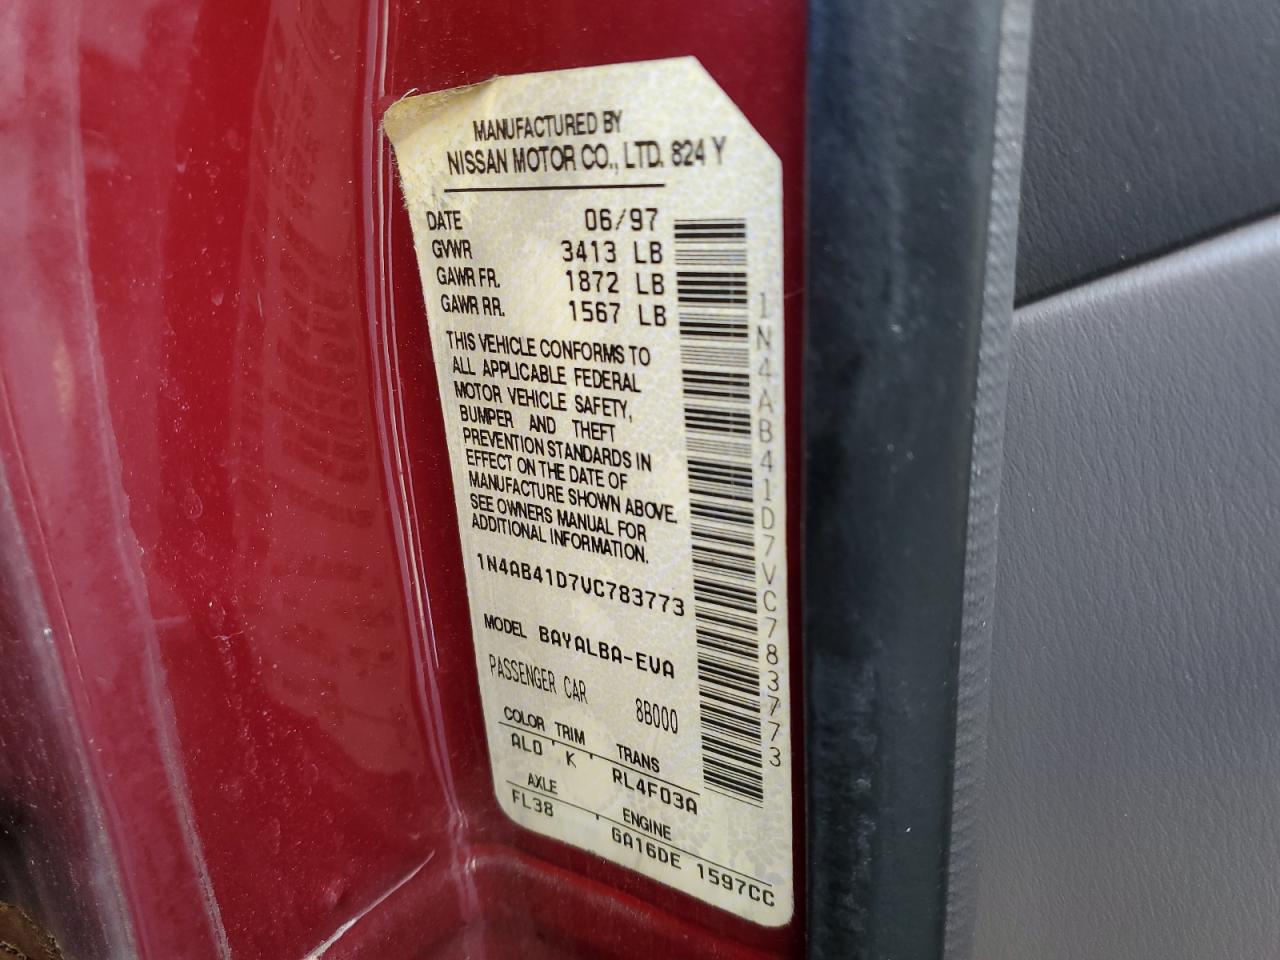 MANUFACTURED BY
NISSAN MOTOR CO., LTD. 824 Y
DATE 06/97
GVWR 3413 LB
GAWR FR. 1872 LB
GAWR RR. 1567 LB
THIS VEHICLE CONFORMS TO
ALL APPLICABLE FEDERAL
MOTOR VEHICLE SAFETY,
BUMPER AND THEFT
PREVENTION STANDARDS IN
EFFECT ON THE DATE OF
MANUFACTURE SHOWN ABOVE.
SEE OWNERS MANUAL FOR
ADDITIONAL INFORMATION.
1N4AB41D7VC783773
MODEL BAYALBA-EVA
PASSENGER CAR 8B000
COLOR TRIM TRANS
AL0 K RL4F03A
AXLE ENGINE
FL38 GA16DE 1597CC
1N4AB41D7VC783773